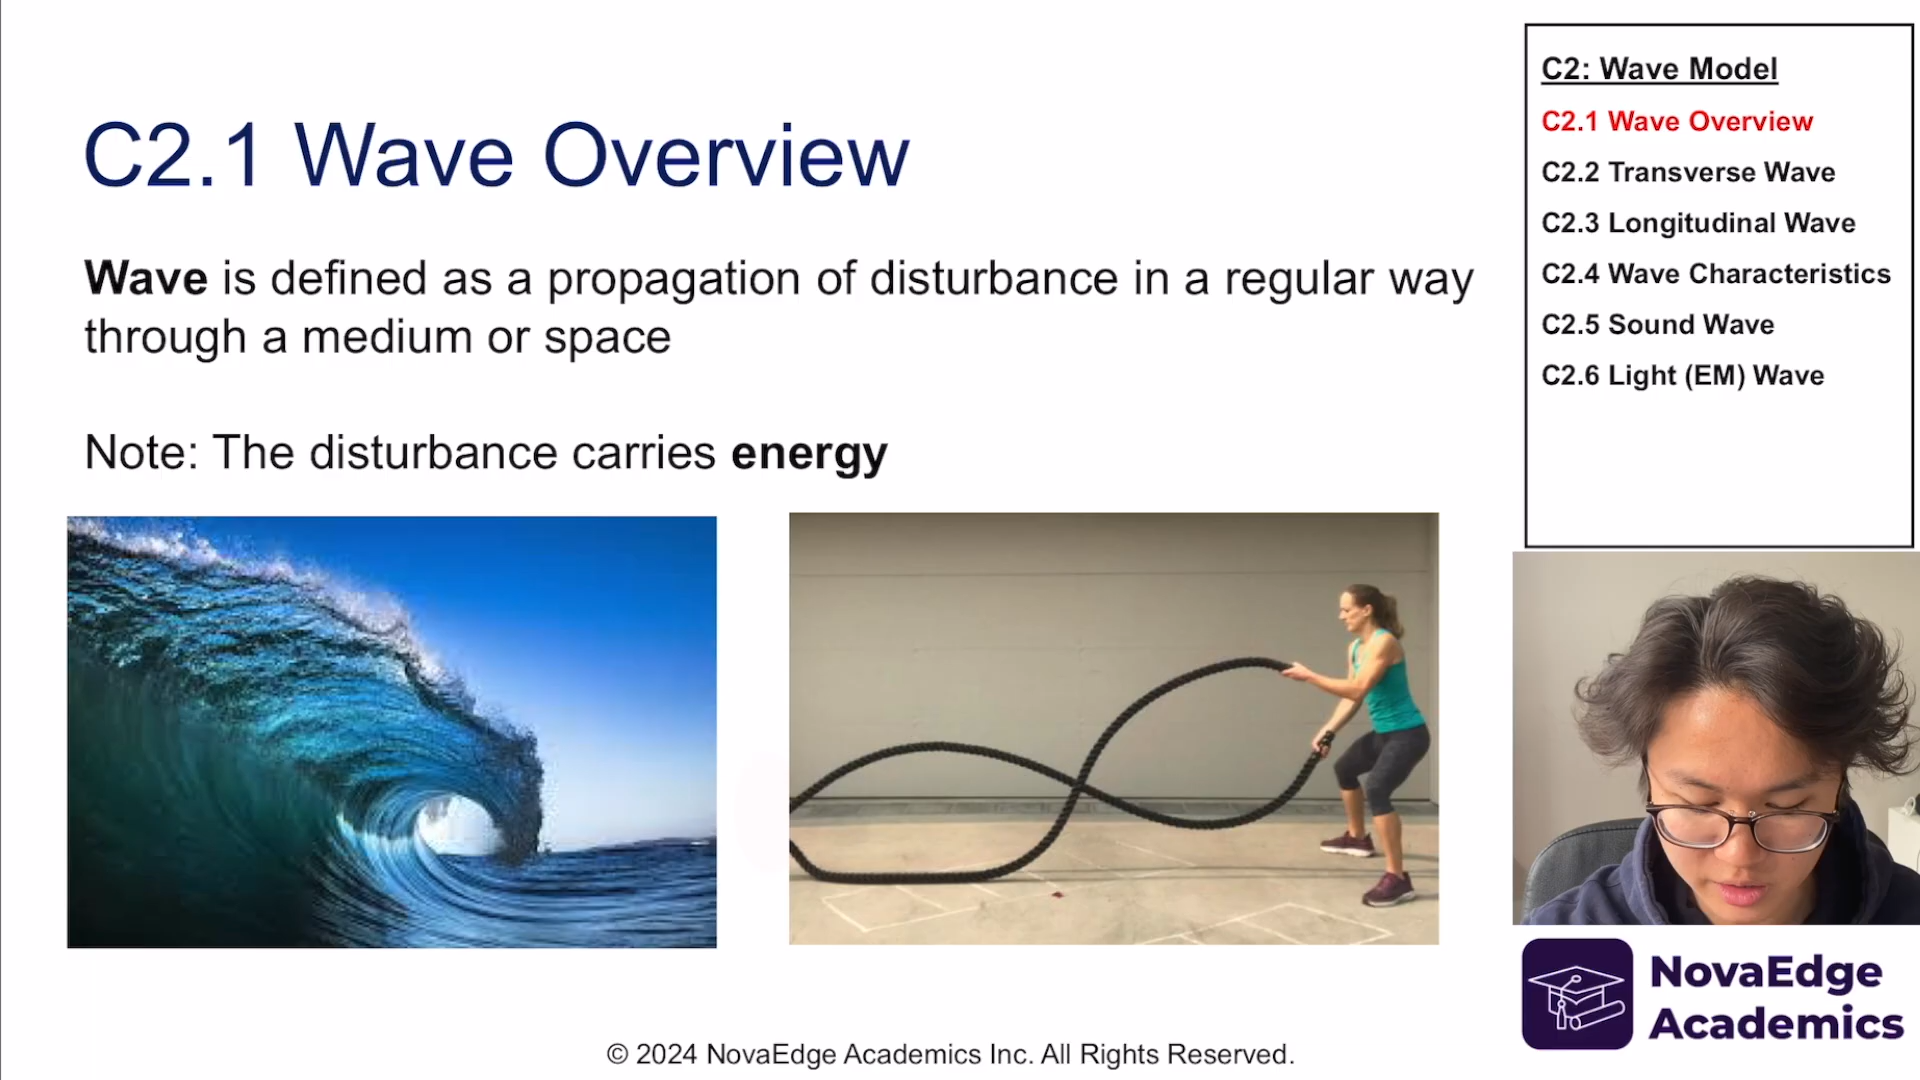 C2.1 Wave Overview
Wave is defined as a propagation of disturbance in a regular way
through a medium or space
Note: The disturbance carries energy
C2: Wave Model
C2.1 Wave Overview
C2.2 Transverse Wave
C2.3 Longitudinal Wave
C2.4 Wave Characteristics
C2.5 Sound Wave
C2.6 Light (EM) Wave
NovaEdge
Academics
© 2024 NovaEdge Academics Inc. All Rights Reserved.